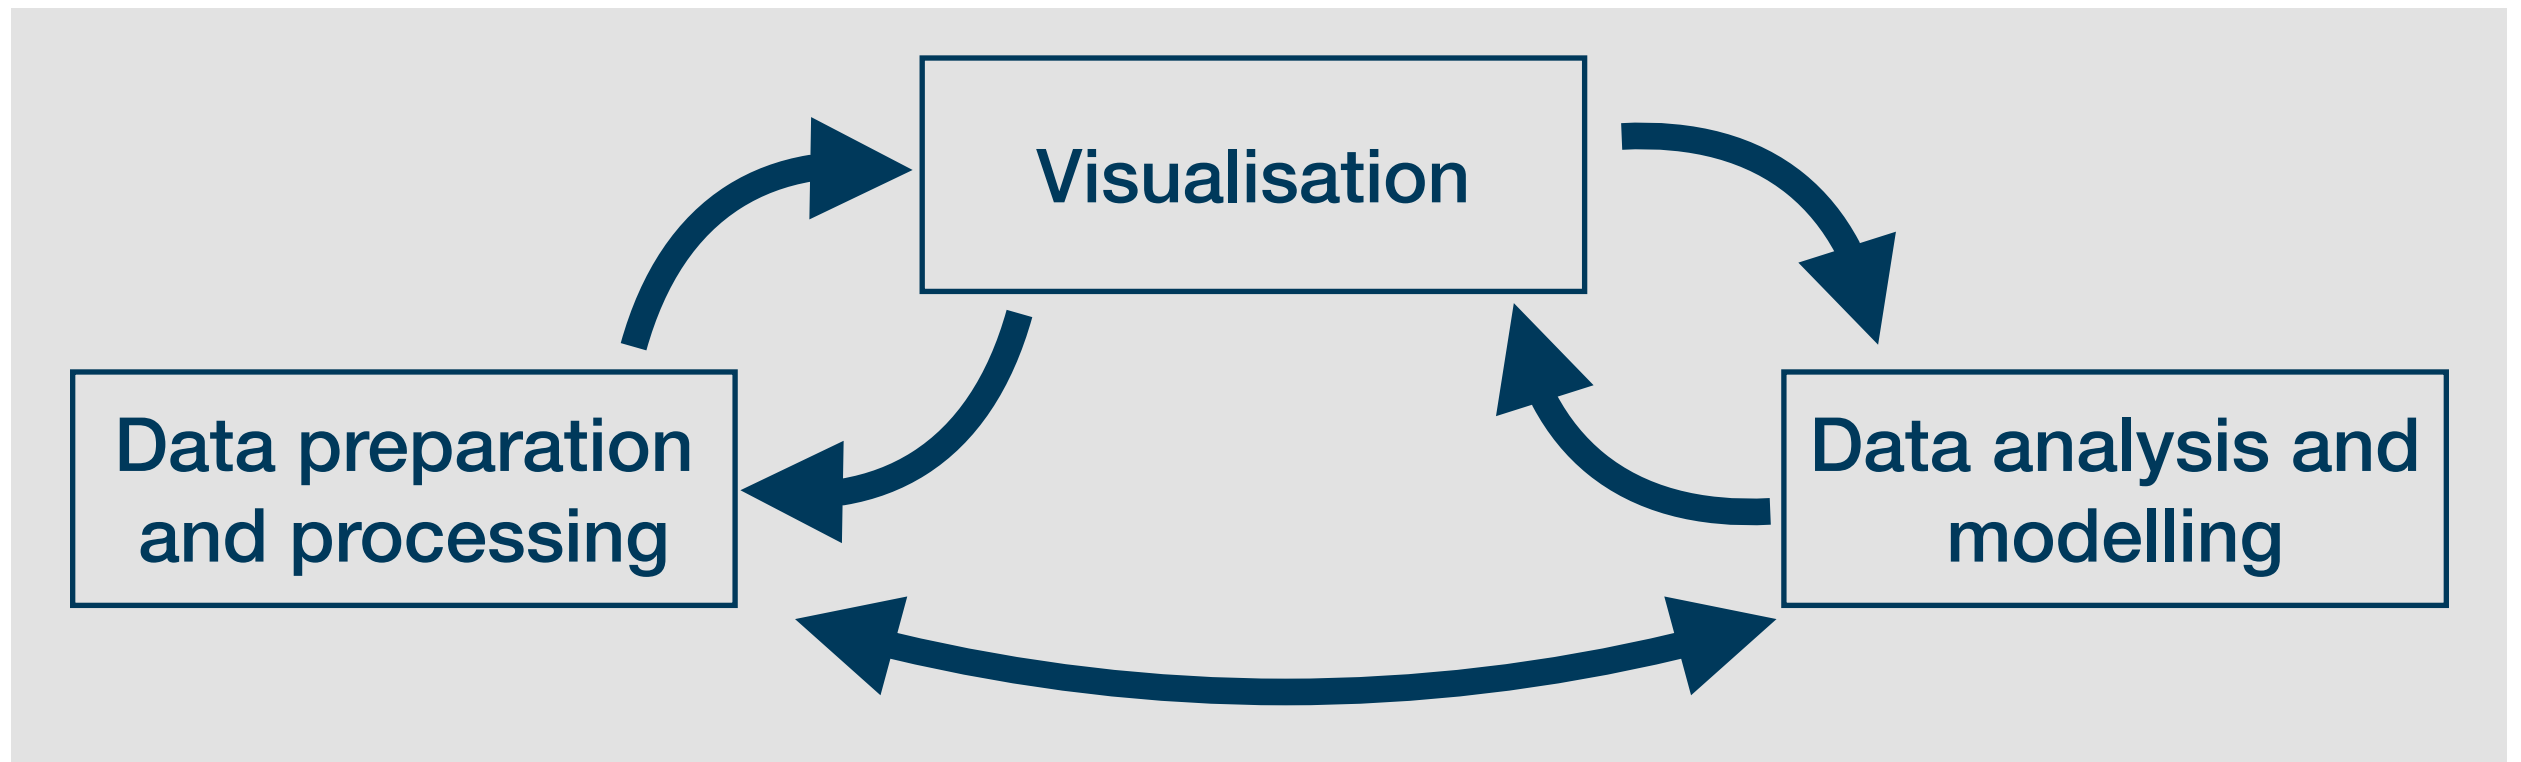 Visualisation
Data preparation
and processing
Data analysis and
modelling